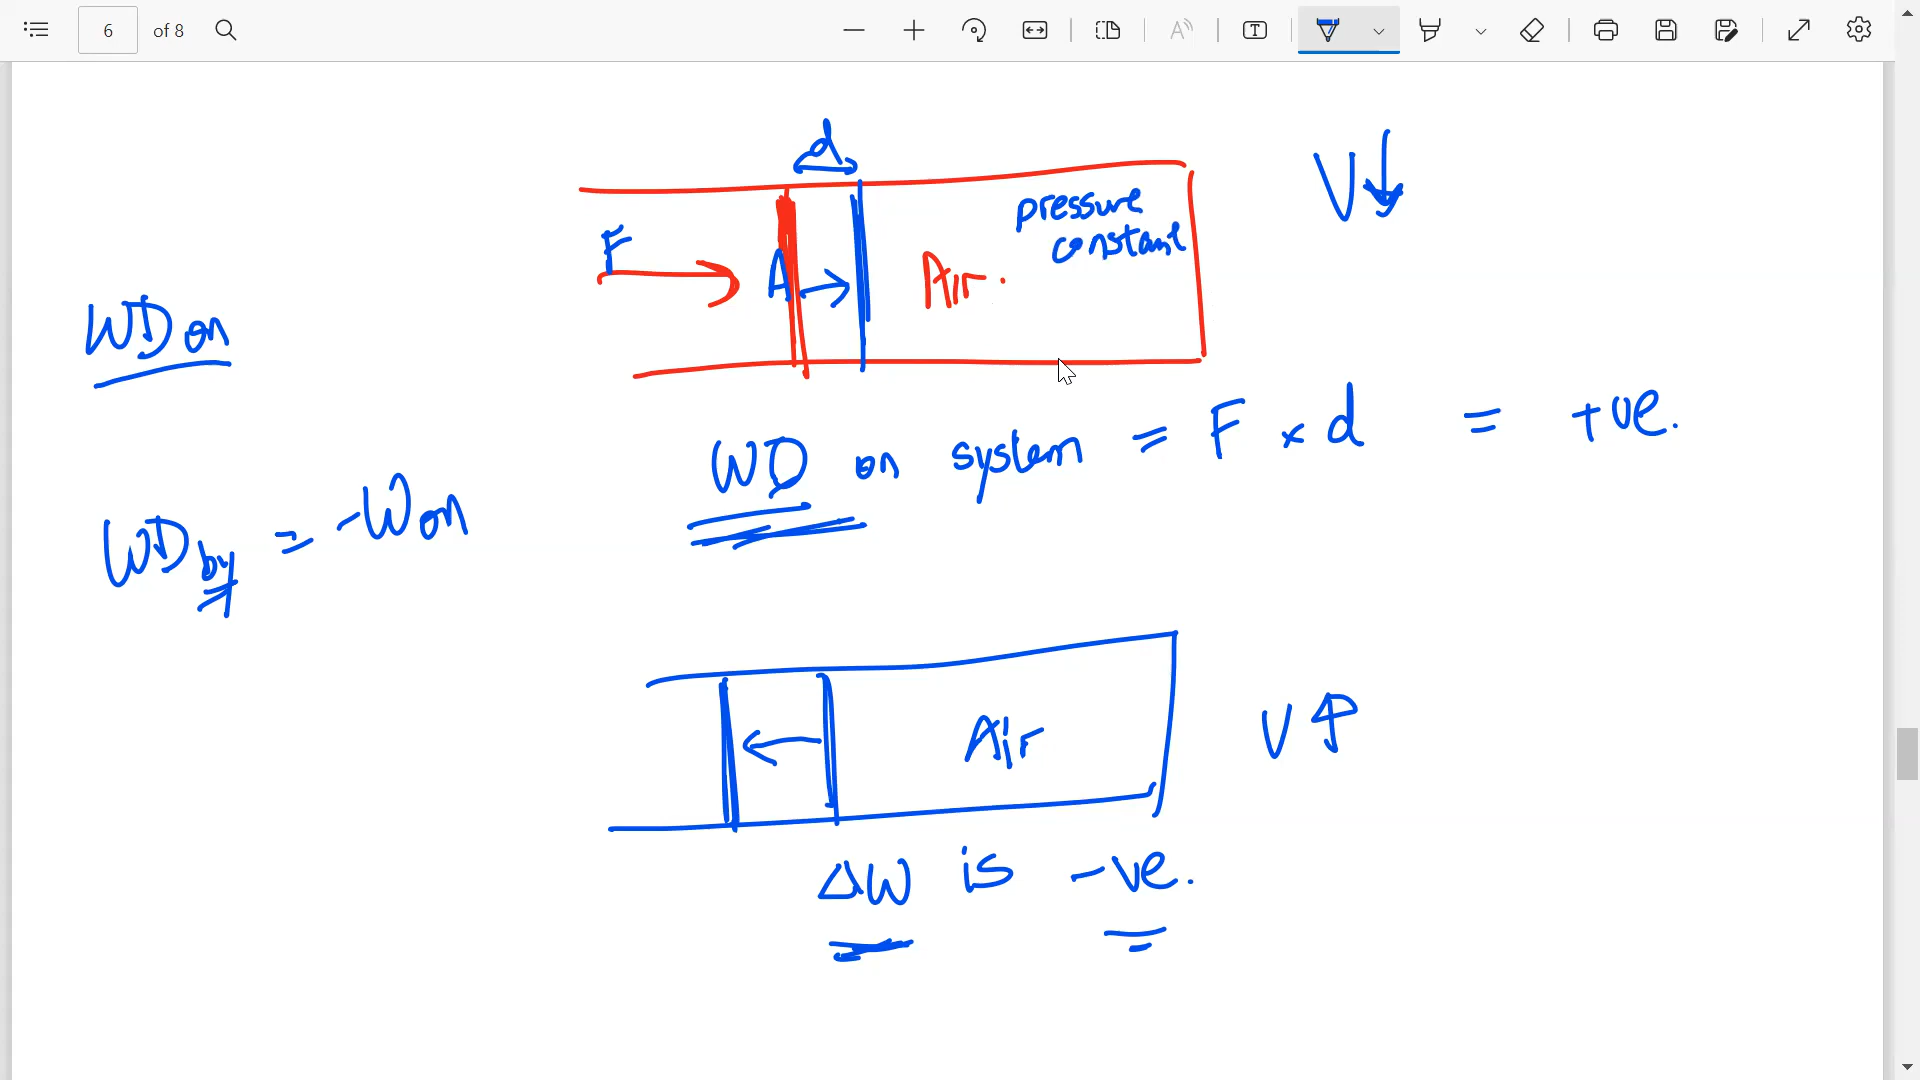 6 of 8
d
V↓
pressure
constant
F
A
Air.
WD on
WD on system = F × d = +ve.
WD by = -W on
Air
V↑
ΔW is -ve.